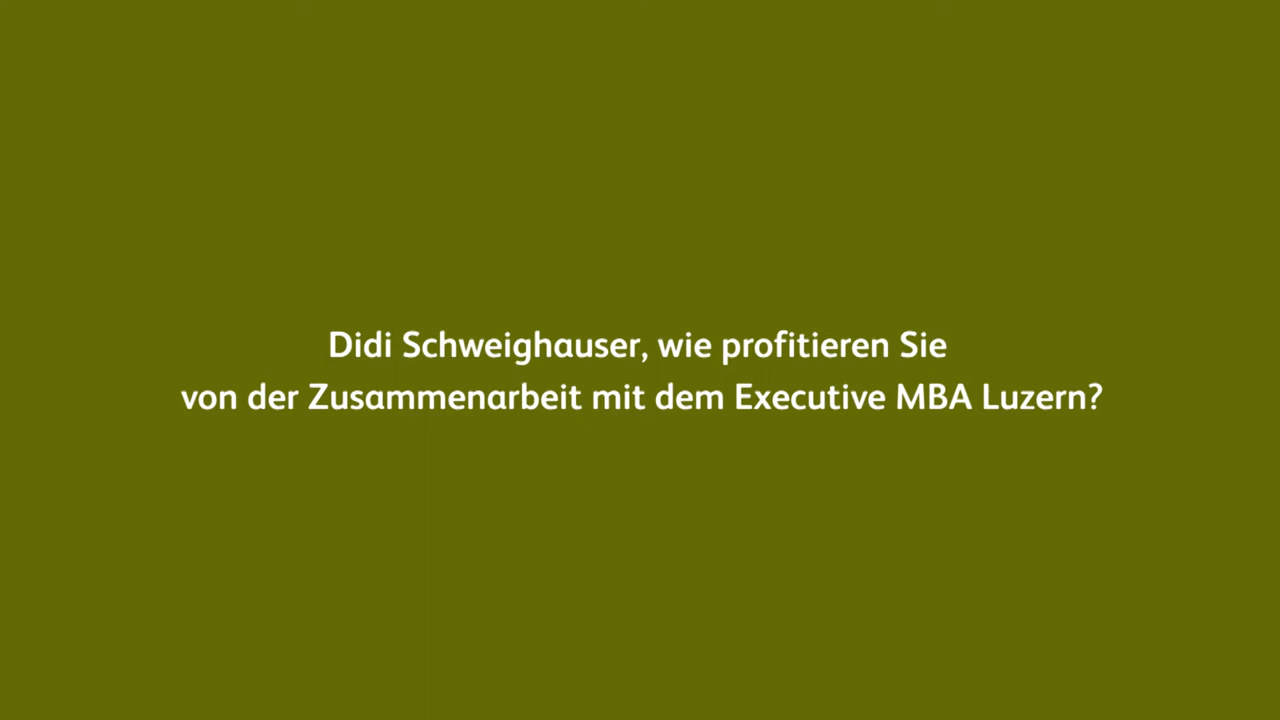 Didi Schweighauser, wie profitieren Sie
von der Zusammenarbeit mit dem Executive MBA Luzern?